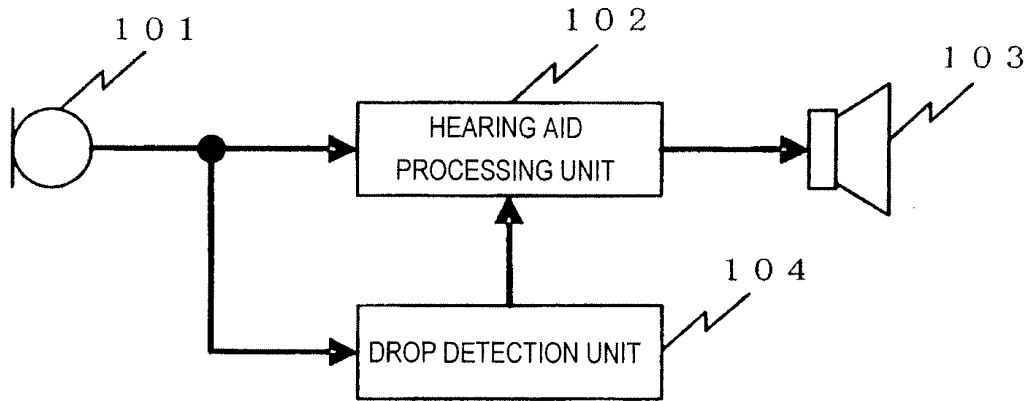 101
102
103
HEARING AID
PROCESSING UNIT
104
DROP DETECTION UNIT